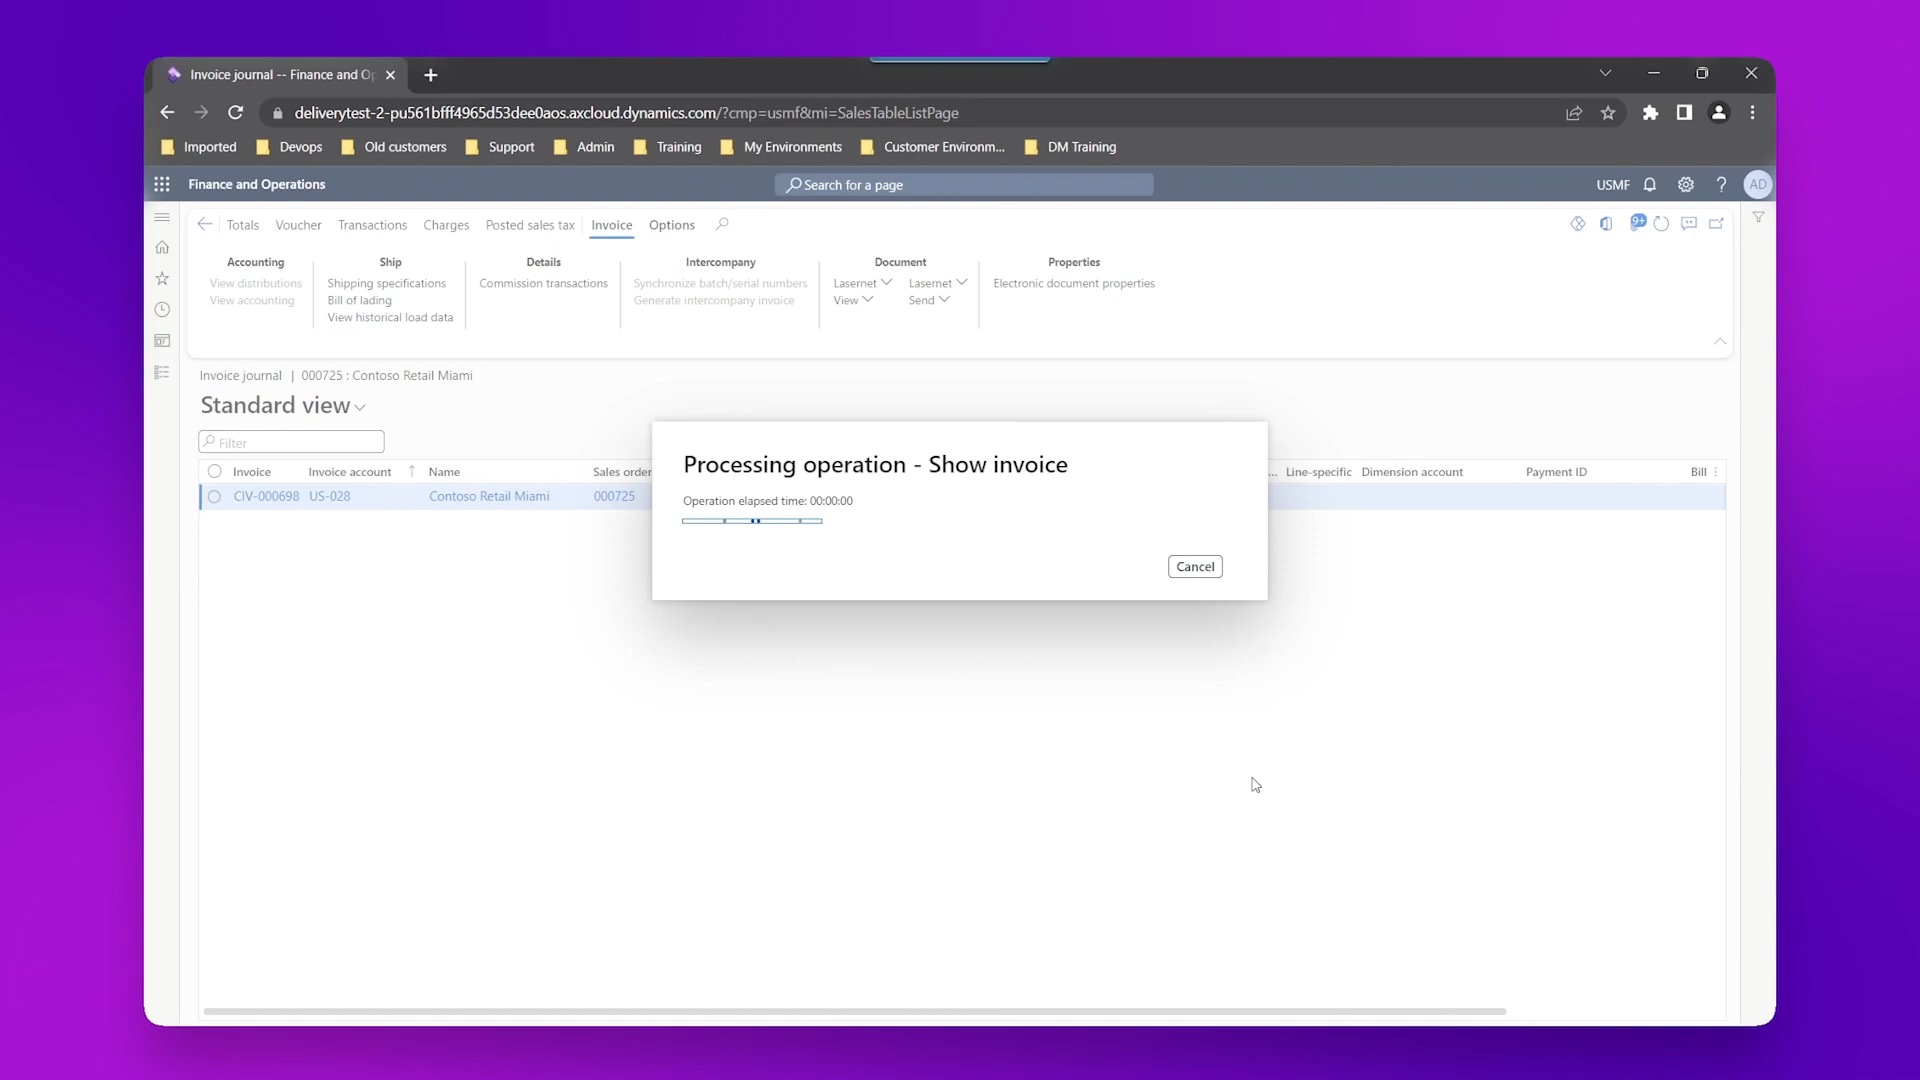 Invoice journal -- Finance and Op
deliverytest-2-pu561bfff4965d53dee0aos.axcloud.dynamics.com/?cmp=usmf&mi=SalesTableListPage
Imported Devops Old customers Support Admin Training My Environments Customer Environm... DM Training
Finance and Operations Search for a page USMF ? AD
Totals Voucher Transactions Charges Posted sales tax Invoice Options 9+
Accounting Ship Details Intercompany Document Properties
View distributions Shipping specifications Commission transactions Synchronize batch/serial numbers Lasernet Lasernet Electronic document properties
View accounting Bill of lading Generate intercompany invoice View Send
View historical load data
Invoice journal | 000725 : Contoso Retail Miami
Standard view
Filter
Invoice Invoice account Name Sales order ... Line-specific Dimension account Payment ID Bill
CIV-000698 US-028 Contoso Retail Miami 000725
Processing operation - Show invoice
Operation elapsed time: 00:00:00
Cancel